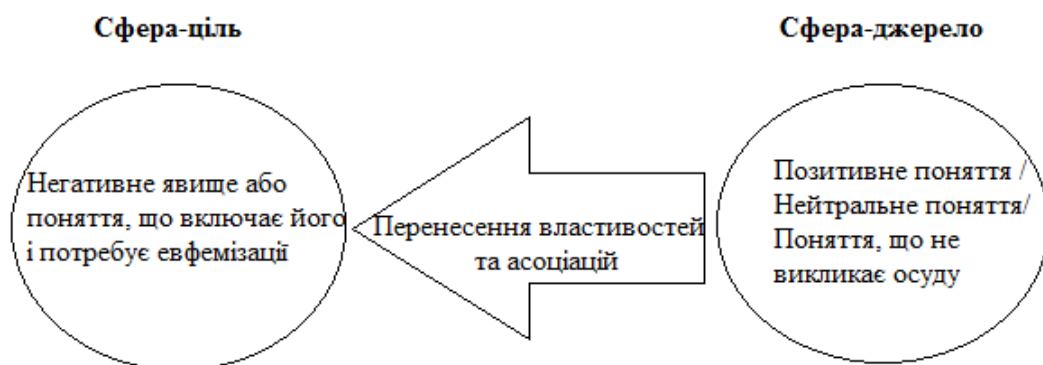 Сфера-ціль
Сфера-джерело
Негативне явище або
поняття, що включає його
і потребує евфемізації
Перенесення властивостей
та асоціацій
Позитивне поняття /
Нейтральне поняття/
Поняття, що не
викликає осуду